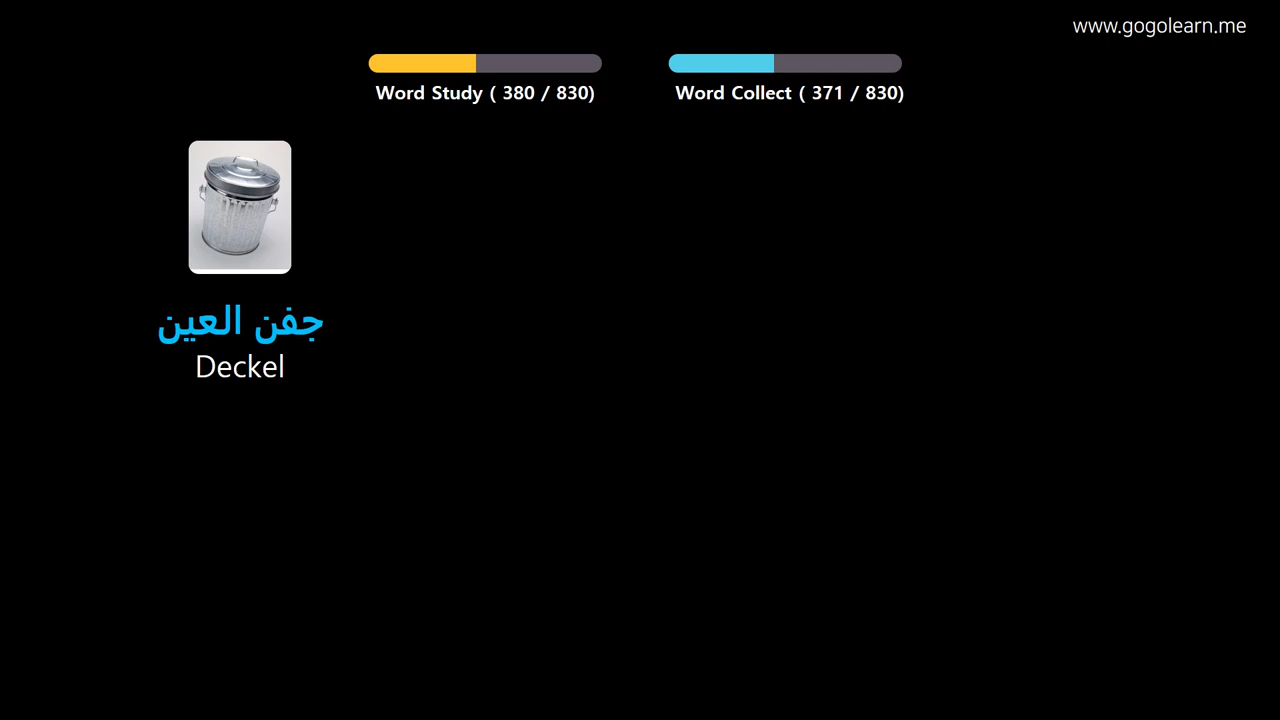 www.gogolearn.me
Word Study ( 380 / 830)
Word Collect ( 371 / 830)
جفن العين
Deckel